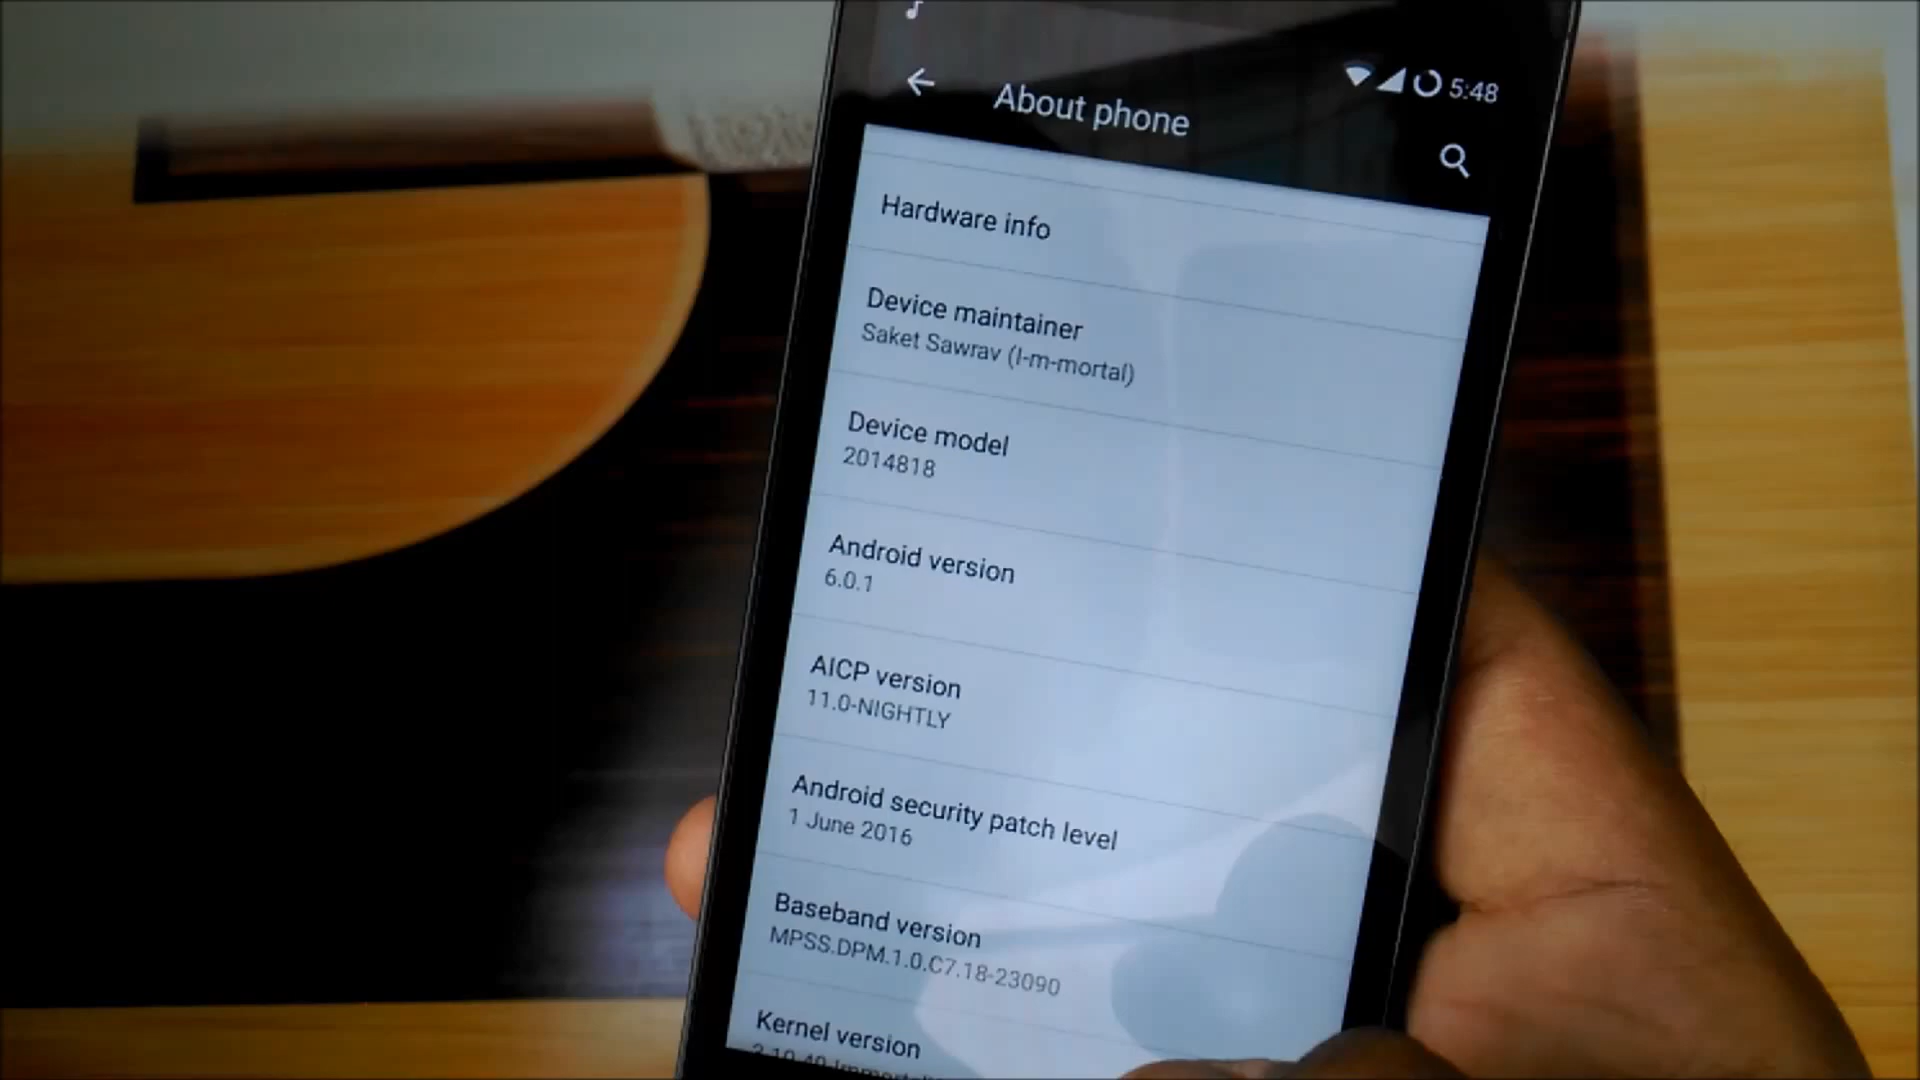 5:48
About phone
Hardware info
Device maintainer
Saket Sawrav (I-m-mortal)
Device model
2014818
Android version
6.0.1
AICP version
11.0-NIGHTLY
Android security patch level
1 June 2016
Baseband version
MPSS.DPM.1.0.C7.18-23090
Kernel version